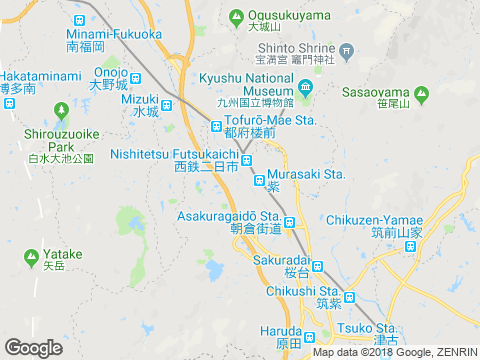 Ogusukuyama
大城山
Minami-Fukuoka
南福岡
Shinto Shrine
宝満宮 竈門神社
Hakataminami
博多南
Onojo
大野城
Kyushu National
Museum
九州国立博物館
Sasaoyama
笹尾山
Mizuki
水城
Tofurō-Mae Sta.
都府楼前
Shirouzuoike
Park
白水大池公園
Nishitetsu Futsukaichi
西鉄二日市
Murasaki Sta.
紫
Asakuragaidō Sta.
朝倉街道
Chikuzen-Yamae
筑前山家
Yatake
矢岳
Sakuradai
桜台
Chikushi Sta.
筑紫
Haruda
原田
Tsuko Sta.
津古
Google
Map data ©2018 Google, ZENRIN